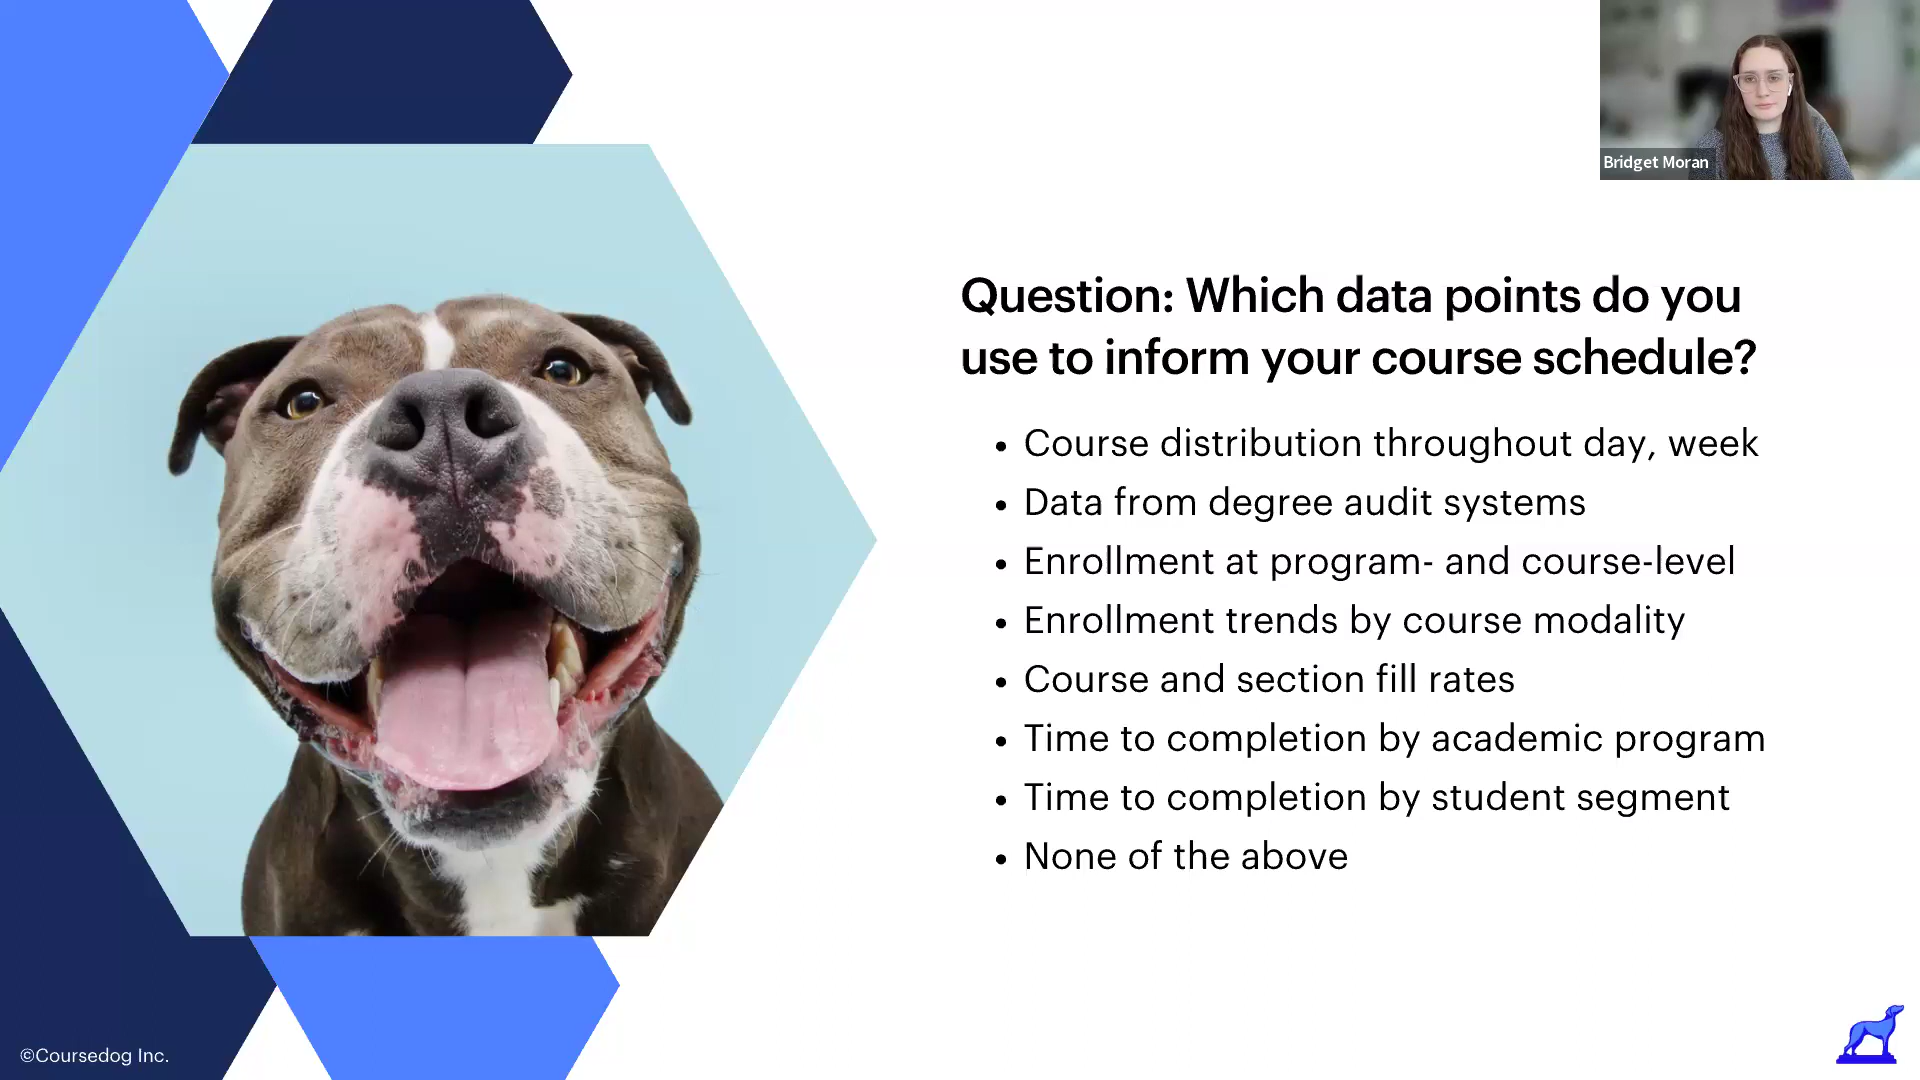 Bridget Moran
Question: Which data points do you
use to inform your course schedule?
• Course distribution throughout day, week
• Data from degree audit systems
• Enrollment at program- and course-level
• Enrollment trends by course modality
• Course and section fill rates
• Time to completion by academic program
• Time to completion by student segment
• None of the above
©Coursedog Inc.